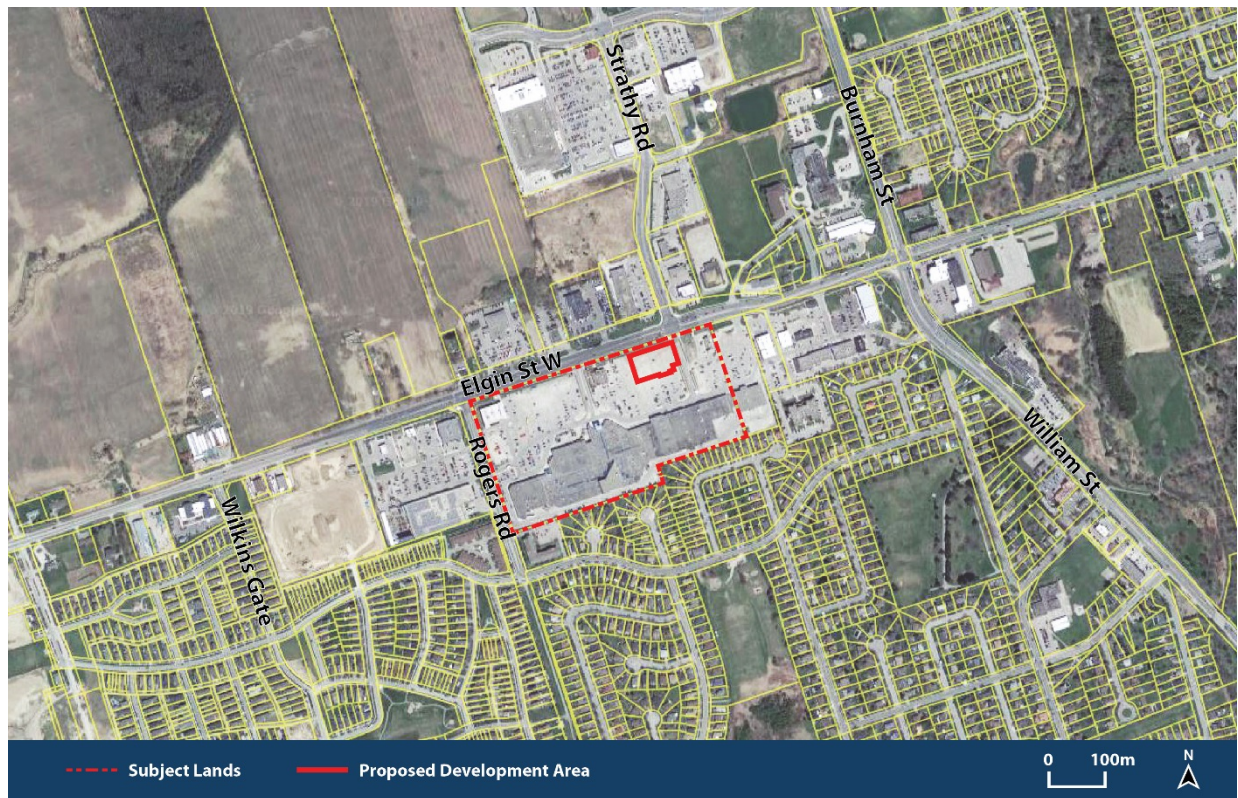 Strathy Rd
Burnham St
Elgin St W
Rogers Rd
William St
Wilkins Gate
Subject Lands
Proposed Development Area
0 100m
N